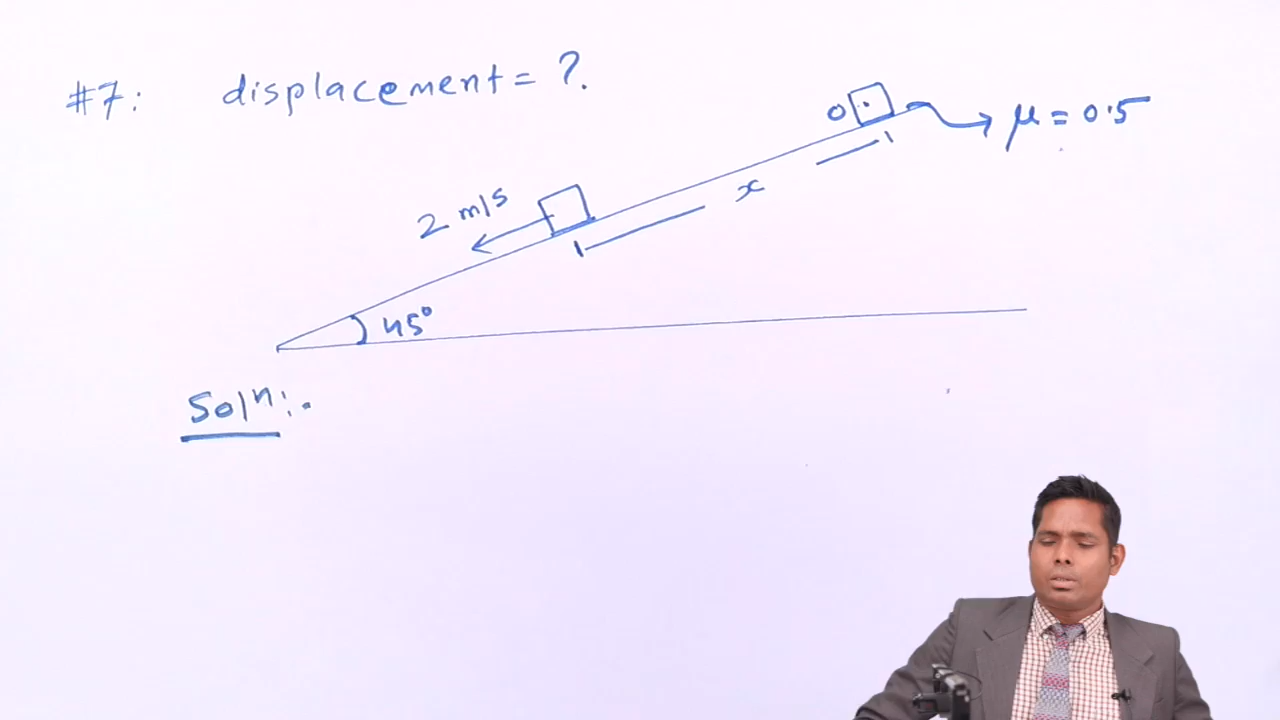 #7: displacement = ?.
0
μ = 0.5
2 m/s
x
45°
Solⁿ:.